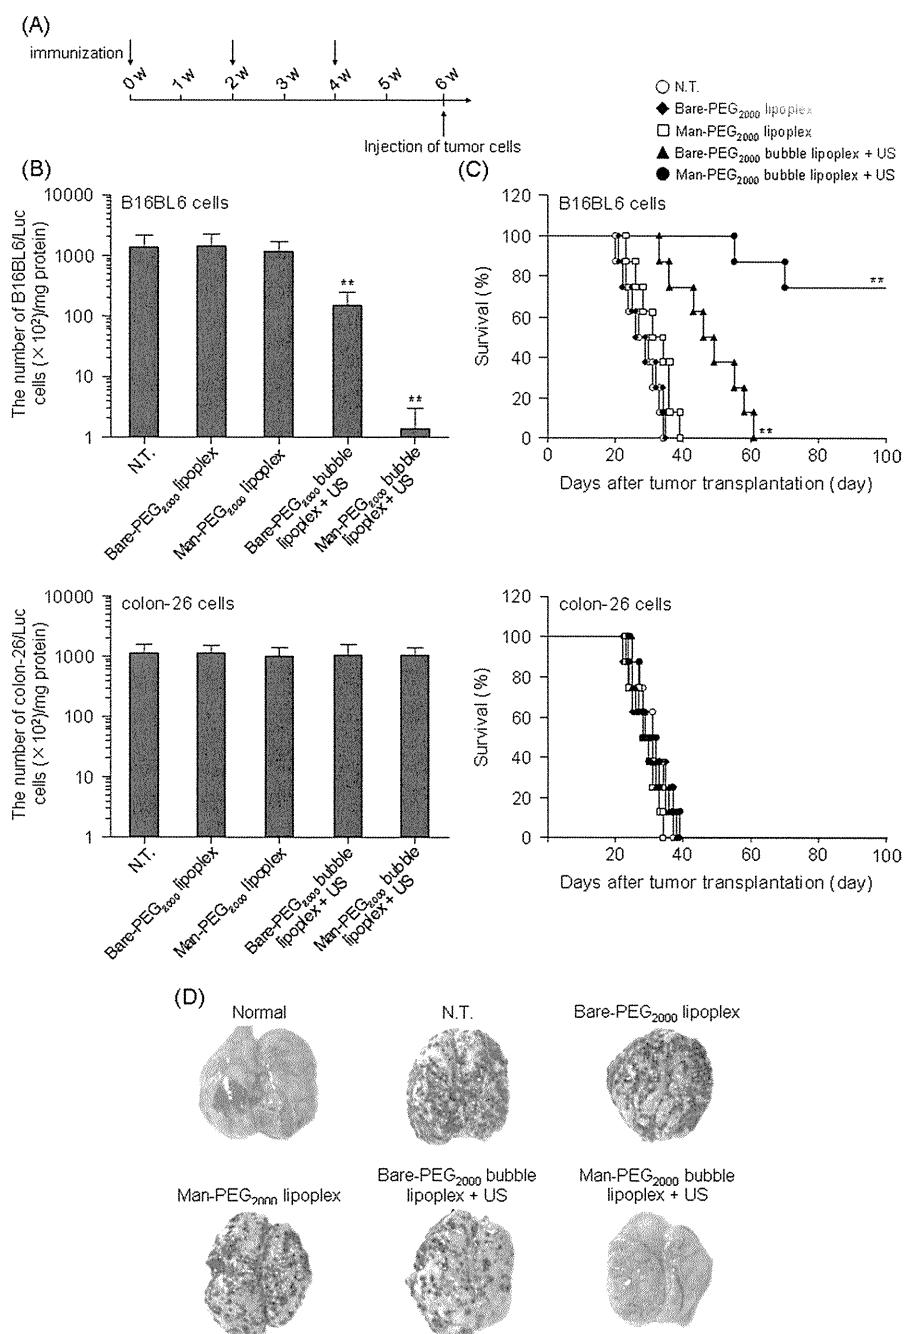 (A)
immunization
0 w 1 w 2 w 3 w 4 w 5 w 6 w
Injection of tumor cells
N.T.
Bare-PEG2000 lipoplex
Man-PEG2000 lipoplex
Bare-PEG2000 bubble lipoplex + US
Man-PEG2000 bubble lipoplex + US
(B)
B16BL6 cells
The number of B16BL6/Luc
cells (×10²)/mg protein)
10000
1000
100
10
1
**
**
N.T.
Bare-PEG2000 lipoplex
Man-PEG2000 lipoplex
Bare-PEG2000 bubble
lipoplex + US
Man-PEG2000 bubble
lipoplex + US
(C)
B16BL6 cells
Survival (%)
120
100
80
60
40
20
0
**
**
0 20 40 60 80 100
Days after tumor transplantation (day)
colon-26 cells
The number of colon-26/Luc
cells (×10²)/mg protein)
10000
1000
100
10
1
N.T.
Bare-PEG2000 lipoplex
Man-PEG2000 lipoplex
Bare-PEG2000 bubble
lipoplex + US
Man-PEG2000 bubble
lipoplex + US
colon-26 cells
Survival (%)
120
100
80
60
40
20
0
0 20 40 60 80 100
Days after tumor transplantation (day)
(D)
Normal
N.T.
Bare-PEG2000 lipoplex
Man-PEG2000 lipoplex
Bare-PEG2000 bubble
lipoplex + US
Man-PEG2000 bubble
lipoplex + US